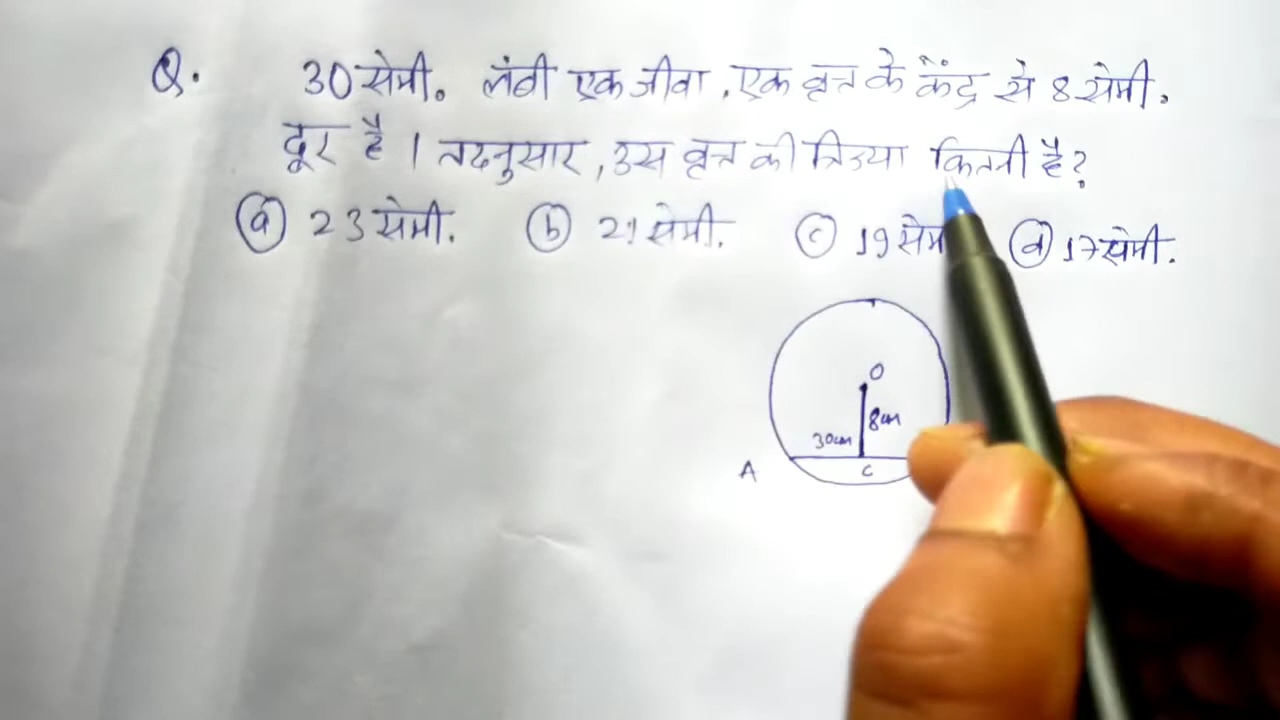 Q. 30 सेमी. लंबी एक जीवा, एक वृत्त के केंद्र से 8 सेमी.
दूर है । तदनुसार, उस वृत्त की त्रिज्या कितनी है?
(a) 23 सेमी. (b) 21 सेमी. (c) 19 (d) 17 सेमी.
O
8cm
30cm
A C